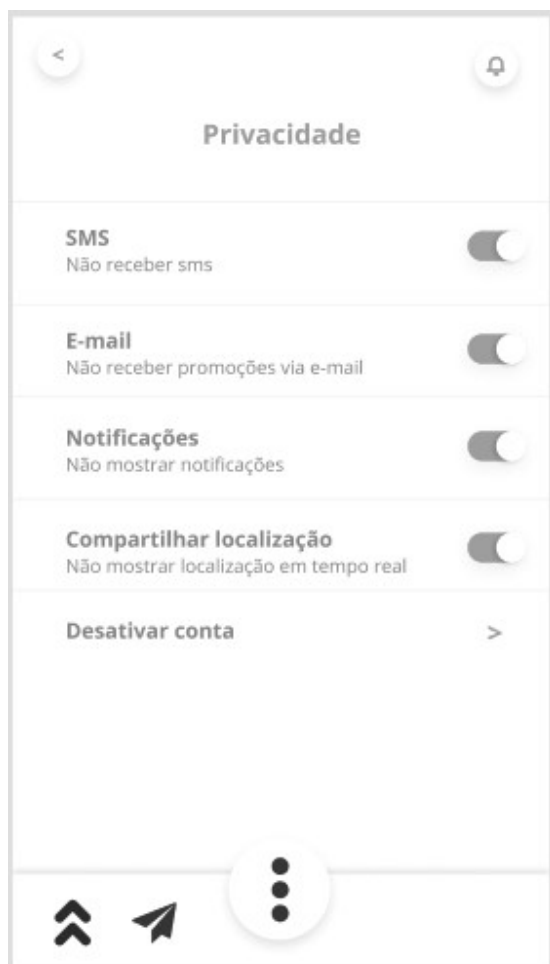 <
Privacidade
SMS
Não receber sms
E-mail
Não receber promoções via e-mail
Notificações
Não mostrar notificações
Compartilhar localização
Não mostrar localização em tempo real
Desativar conta >